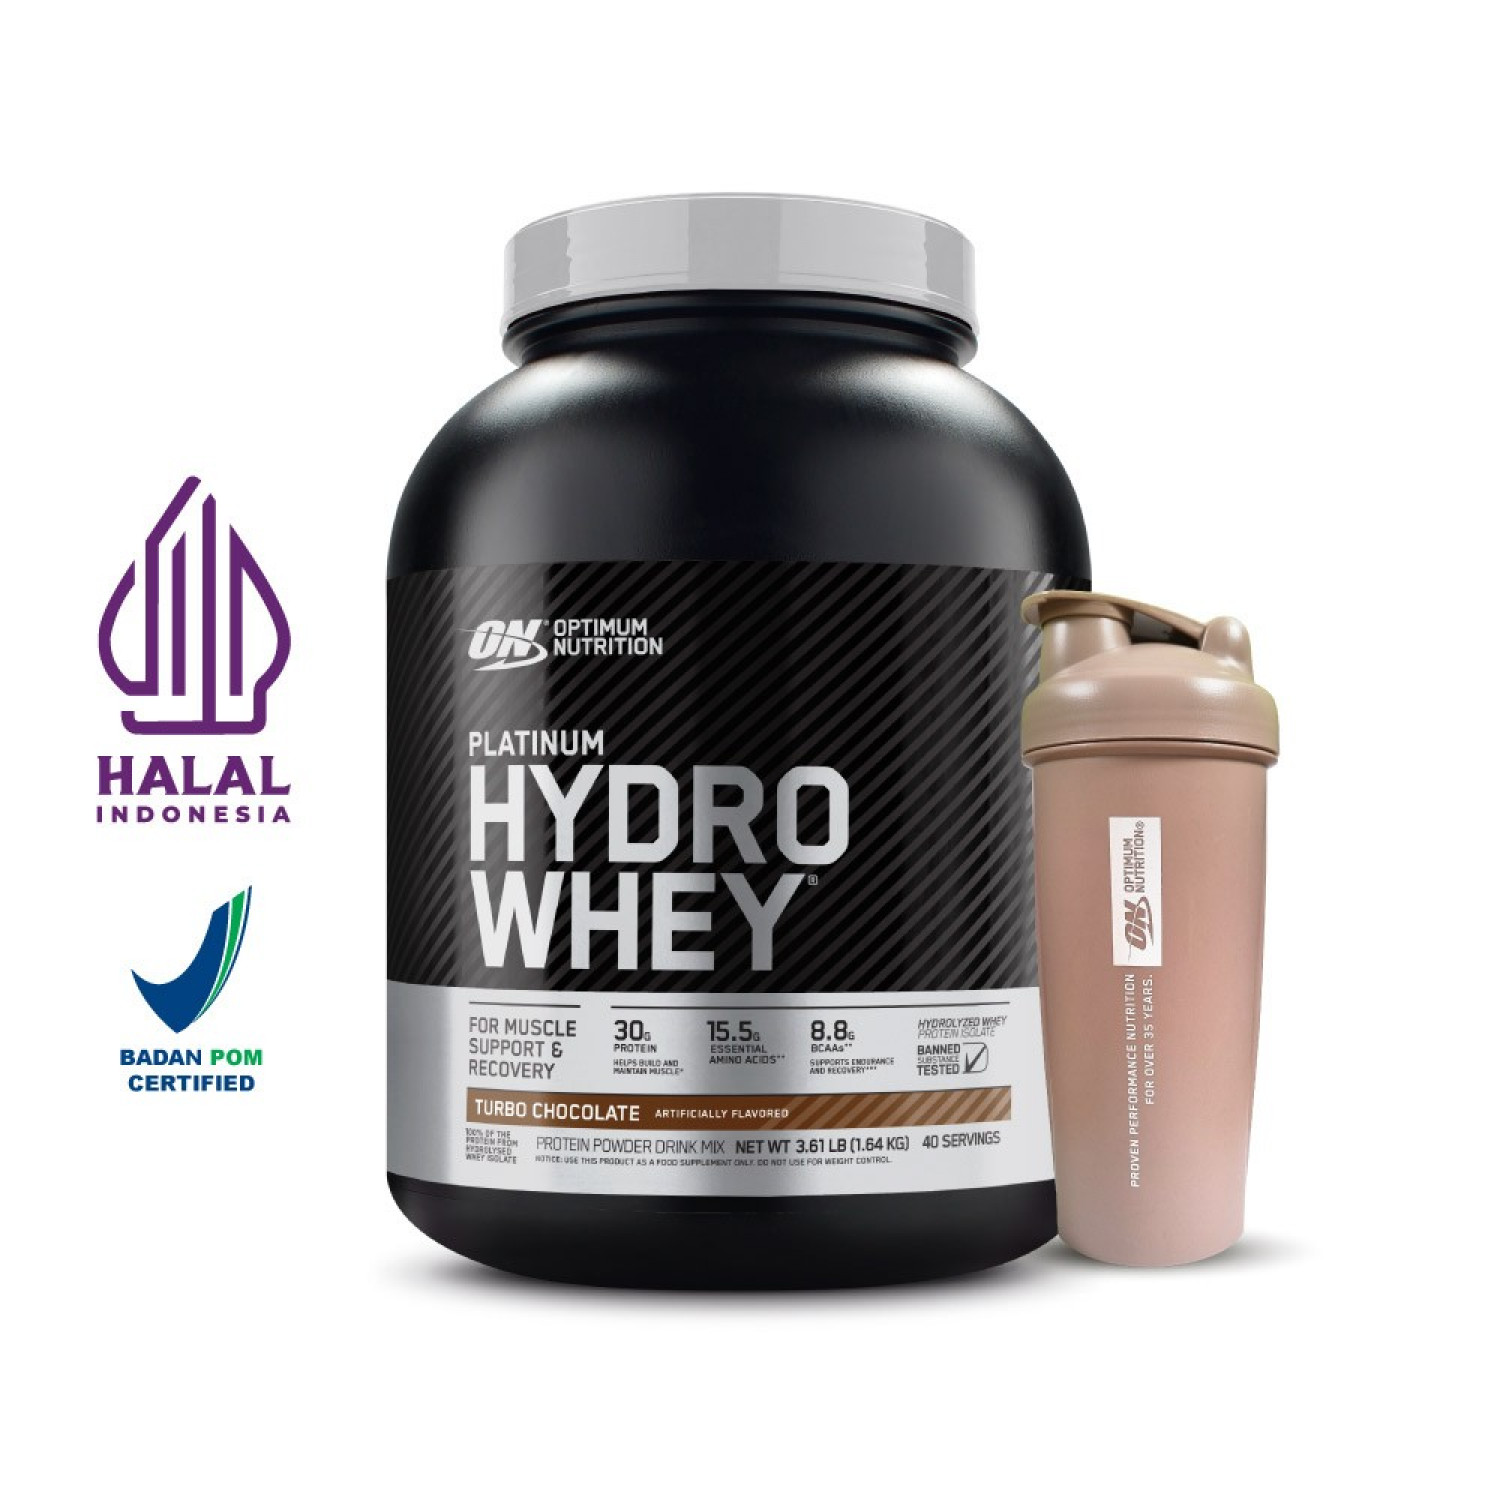 HALAL
INDONESIA
BADAN POM
CERTIFIED
ON® OPTIMUM
NUTRITION
PLATINUM
HYDRO
WHEY®
FOR MUSCLE
SUPPORT &
RECOVERY
30G
PROTEIN
HELPS BUILD AND
MAINTAIN MUSCLE*
15.5G
ESSENTIAL
AMINO ACIDS**
8.8G
BCAAs**
SUPPORTS ENDURANCE
AND RECOVERY***
HYDROLYZED WHEY
PROTEIN ISOLATE
BANNED
SUBSTANCE
TESTED
TURBO CHOCOLATE ARTIFICIALLY FLAVORED
100% OF THE
PROTEIN FROM
HYDROLYSED
WHEY ISOLATE
PROTEIN POWDER DRINK MIX NET WT 3.61 LB (1.64 KG) 40 SERVINGS
NOTICE: USE THIS PRODUCT AS A FOOD SUPPLEMENT ONLY. DO NOT USE FOR WEIGHT CONTROL.
ON OPTIMUM
NUTRITION®
PROVEN PERFORMANCE NUTRITION
FOR OVER 35 YEARS.